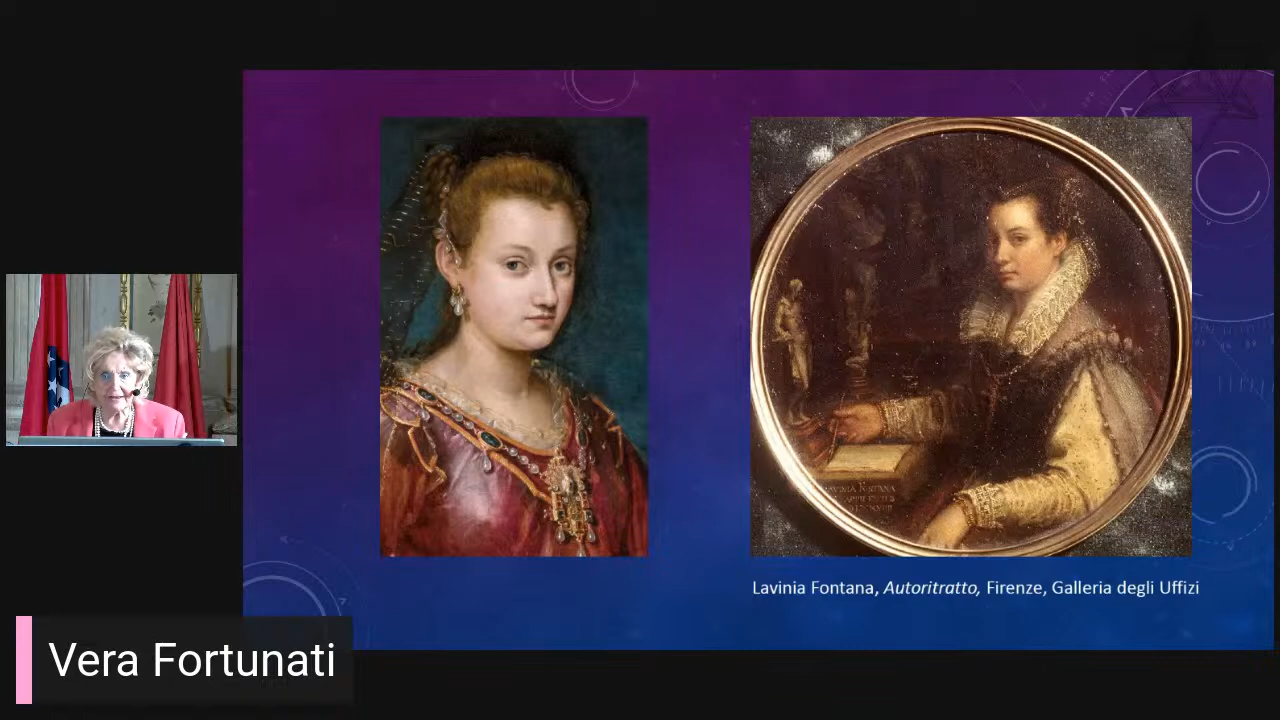 Lavinia Fontana, Autoritratto, Firenze, Galleria degli Uffizi
Vera Fortunati